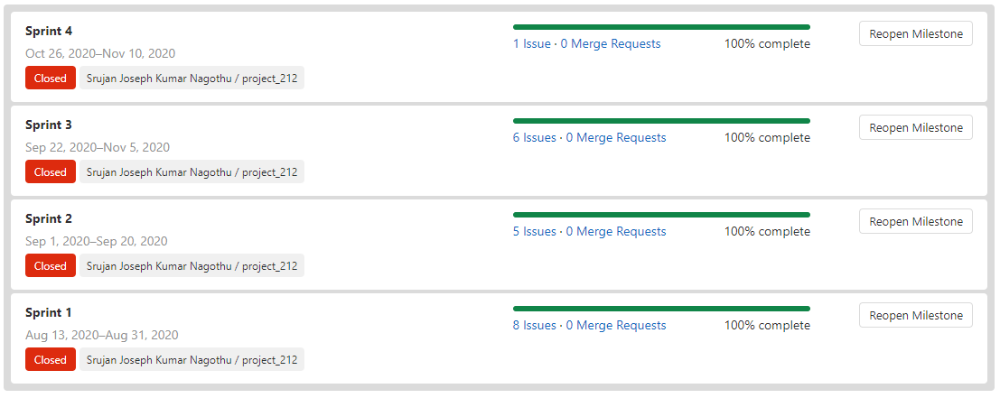 Sprint 4
Oct 26, 2020–Nov 10, 2020
Closed Srujan Joseph Kumar Nagothu / project_212
1 Issue · 0 Merge Requests 100% complete
Reopen Milestone
Sprint 3
Sep 22, 2020–Nov 5, 2020
Closed Srujan Joseph Kumar Nagothu / project_212
6 Issues · 0 Merge Requests 100% complete
Reopen Milestone
Sprint 2
Sep 1, 2020–Sep 20, 2020
Closed Srujan Joseph Kumar Nagothu / project_212
5 Issues · 0 Merge Requests 100% complete
Reopen Milestone
Sprint 1
Aug 13, 2020–Aug 31, 2020
Closed Srujan Joseph Kumar Nagothu / project_212
8 Issues · 0 Merge Requests 100% complete
Reopen Milestone